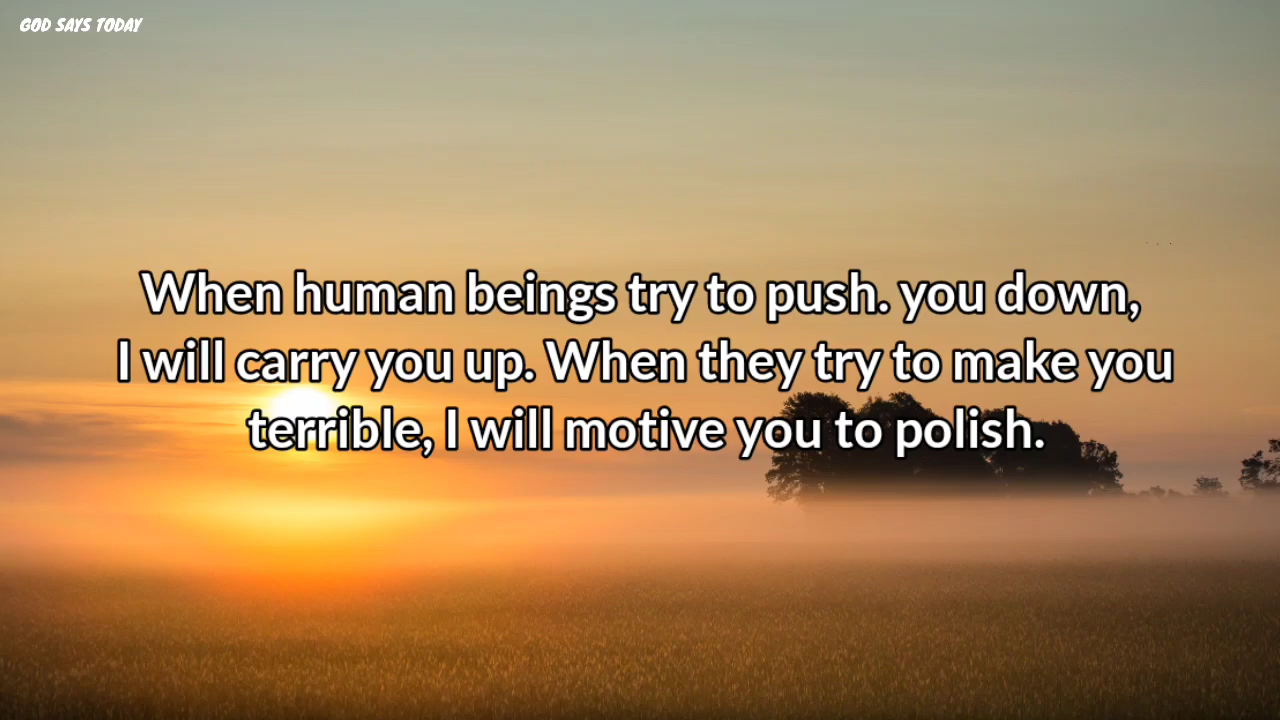 GOD SAYS TODAY
When human beings try to push. you down,
I will carry you up. When they try to make you
terrible, I will motive you to polish.